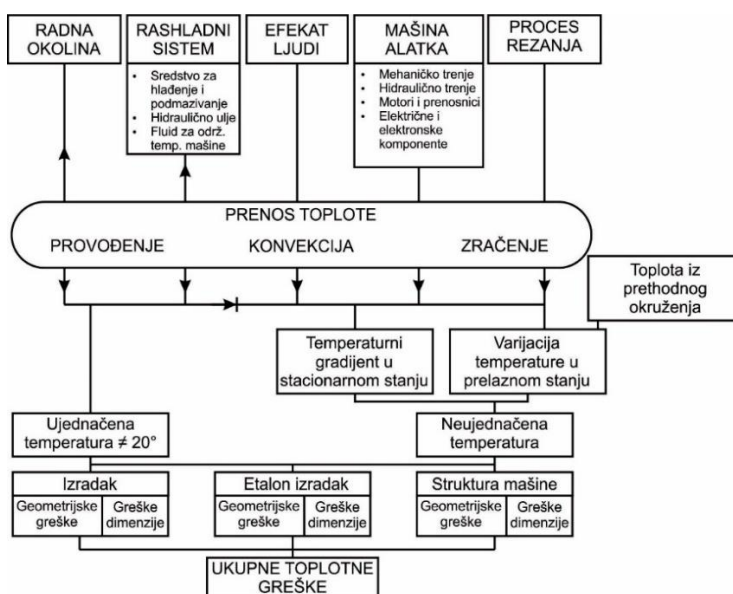 RADNA
OKOLINA
RASHLADNI
SISTEM
• Sredstvo za
hlađenje i
podmazivanje
• Hidraulično ulje
• Fluid za održ.
temp. mašine
EFEKAT
LJUDI
MAŠINA
ALATKA
• Mehaničko trenje
• Hidraulično trenje
• Motori i prenosnici
• Električne i
elektronske
komponente
PROCES
REZANJA
PRENOS TOPLOTE
PROVOĐENJE KONVEKCIJA ZRAČENJE
Toplota iz
prethodnog
okruženja
Temperaturni
gradijent u
stacionarnom stanju
Varijacija
temperature u
prelaznom stanju
Ujednačena
temperatura ≠ 20°
Neujednačena
temperatura
Izradak
Geometrijske
greške
Greške
dimenzije
Etalon izradak
Geometrijske
greške
Greške
dimenzije
Struktura mašine
Geometrijske
greške
Greške
dimenzije
UKUPNE TOPLOTNE
GREŠKE